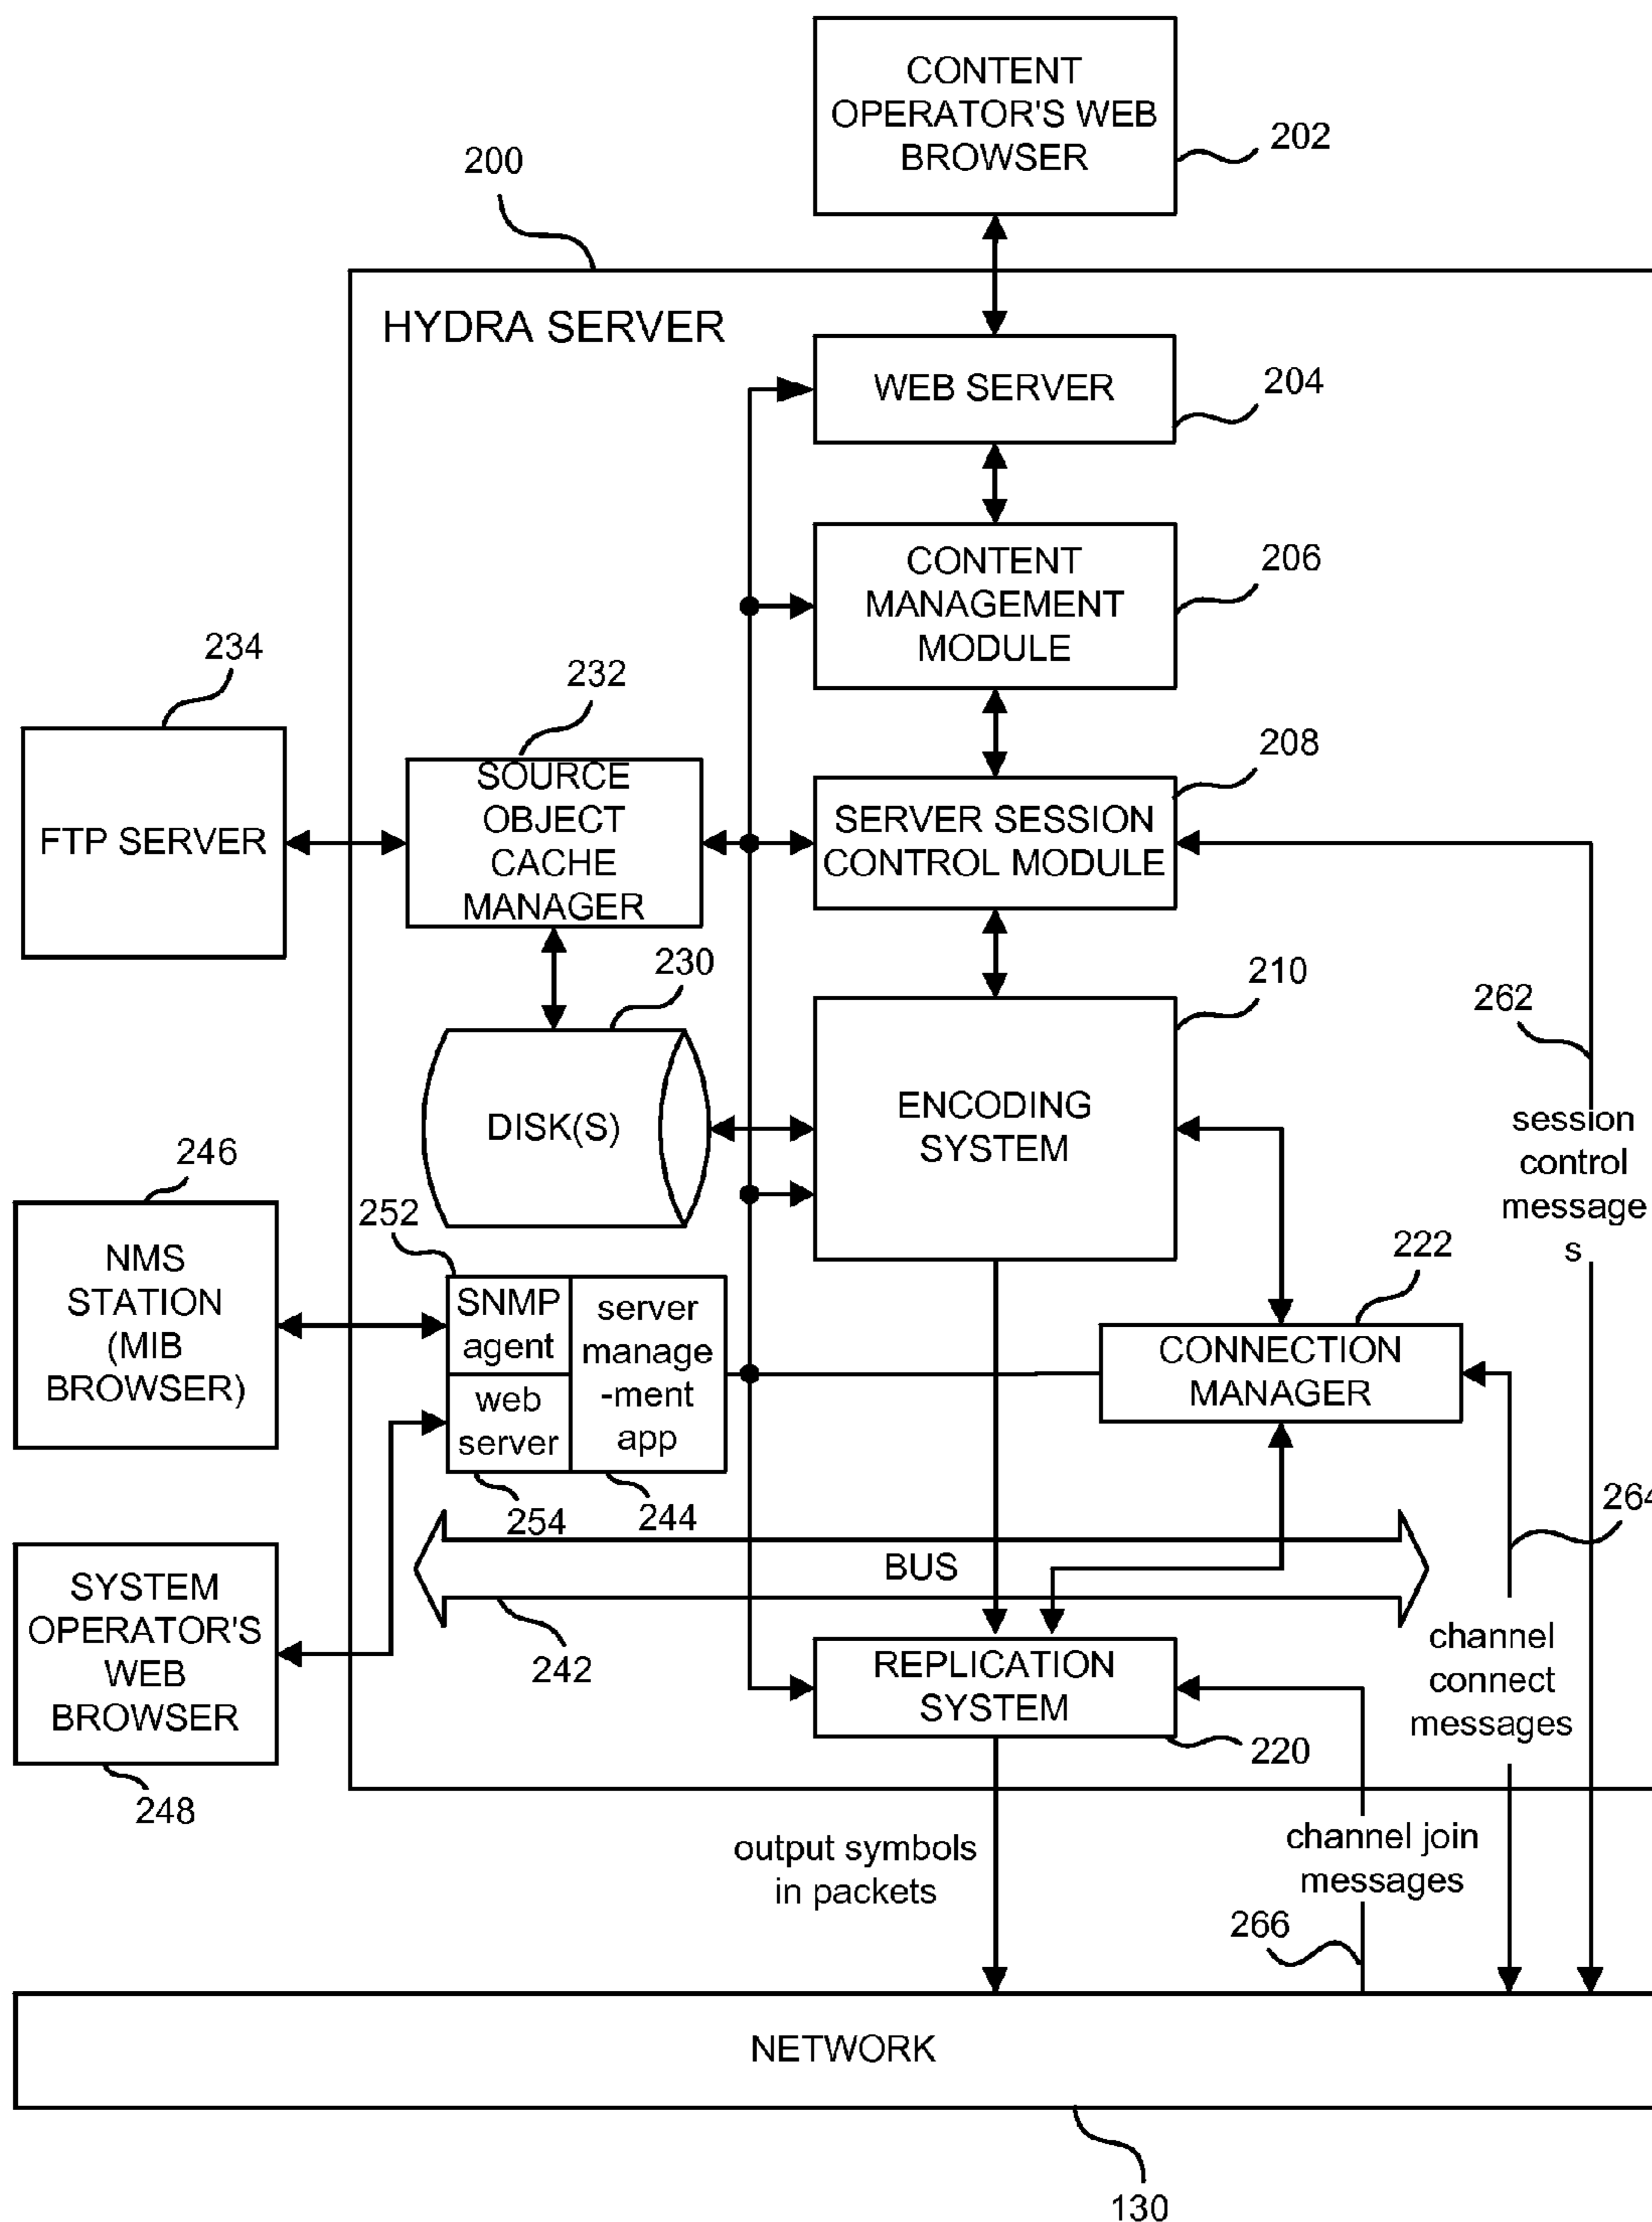 CONTENT
OPERATOR'S WEB
BROWSER
202
200
HYDRA SERVER
WEB SERVER
204
CONTENT
MANAGEMENT
MODULE
206
234
232
208
FTP SERVER
SOURCE
OBJECT
CACHE
MANAGER
SERVER SESSION
CONTROL MODULE
230
210
262
DISK(S)
ENCODING
SYSTEM
session
control
message
s
246
252
222
NMS
STATION
(MIB
BROWSER)
SNMP
agent
web
server
server
manage
-ment
app
CONNECTION
MANAGER
254
244
264
BUS
SYSTEM
OPERATOR'S
WEB
BROWSER
242
REPLICATION
SYSTEM
channel
connect
messages
220
248
output symbols
in packets
channel join
messages
266
NETWORK
130